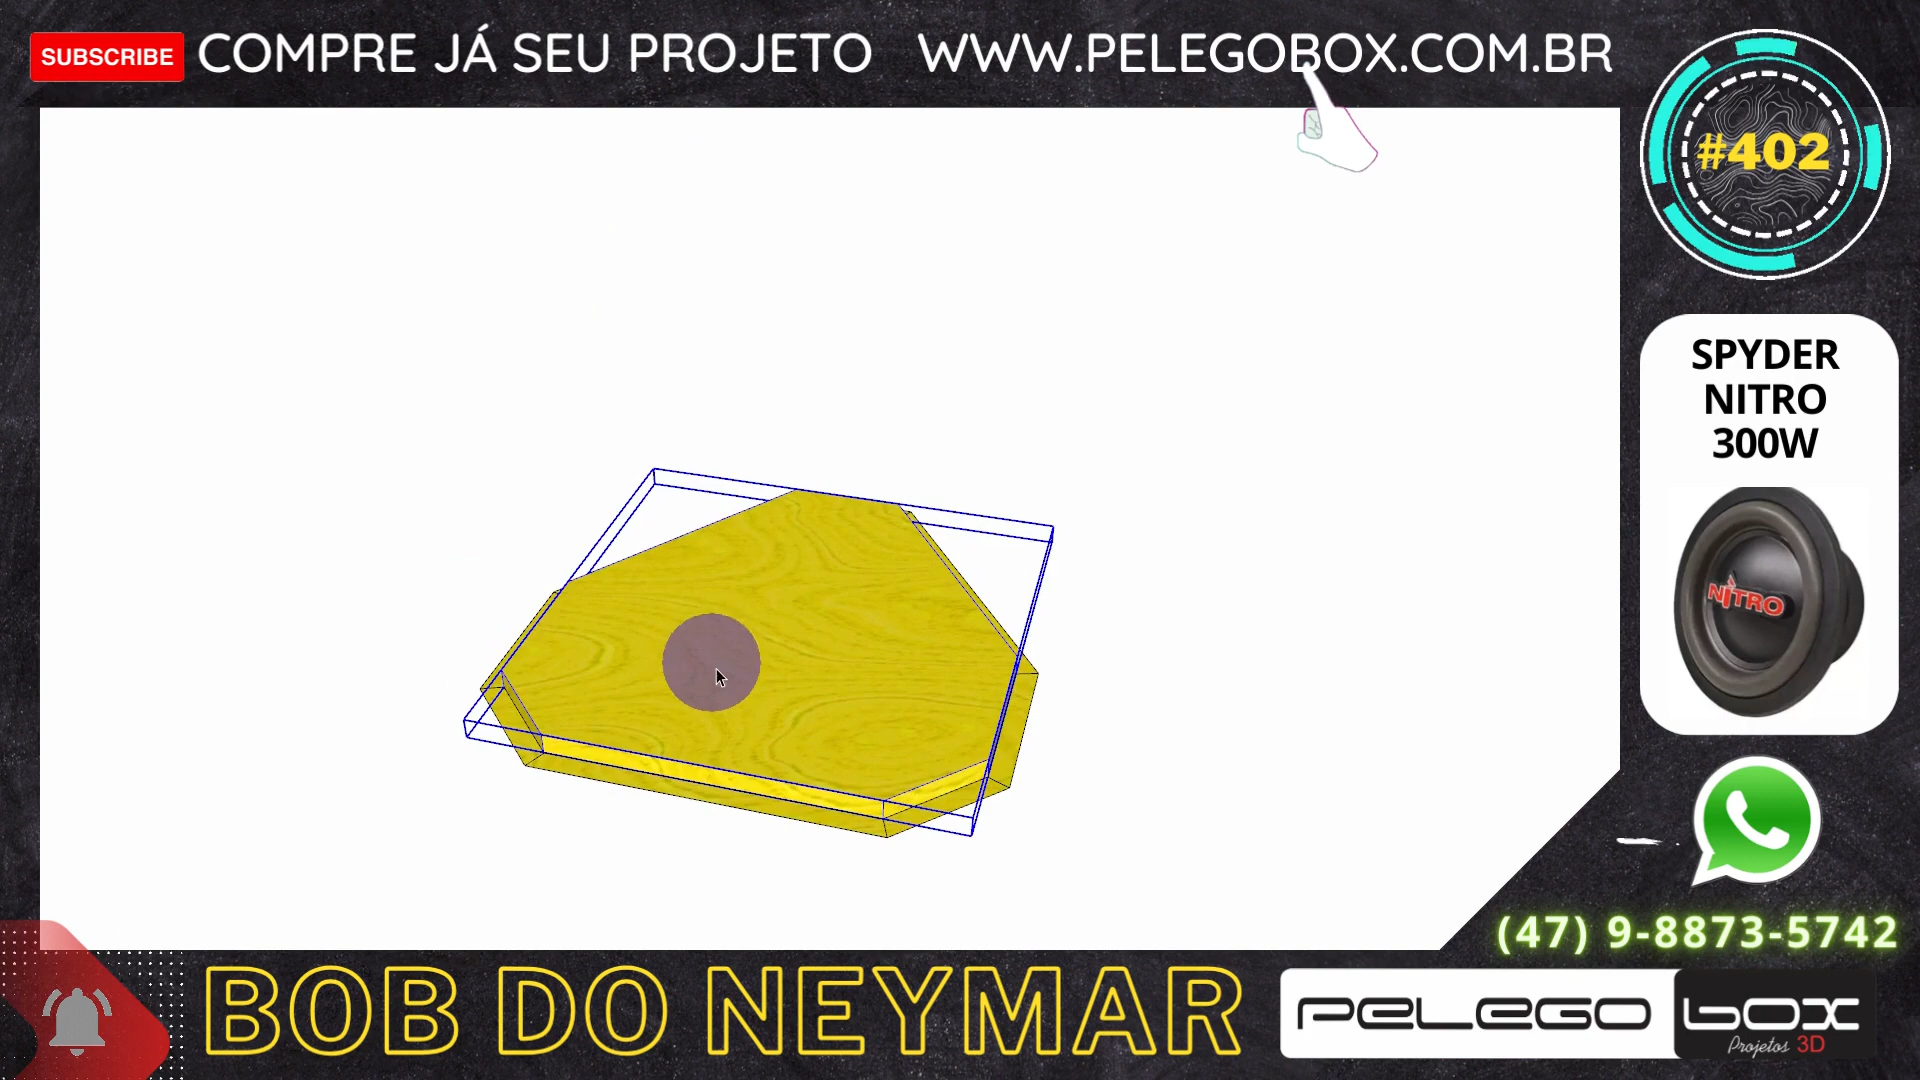 SUBSCRIBE
COMPRE JÁ SEU PROJETO WWW.PELEGOBOX.COM.BR
#402
SPYDER
NITRO
300W
NITRO
(47) 9-8873-5742
BOB DO NEYMAR
PELEGO BOX
Projetos 3D